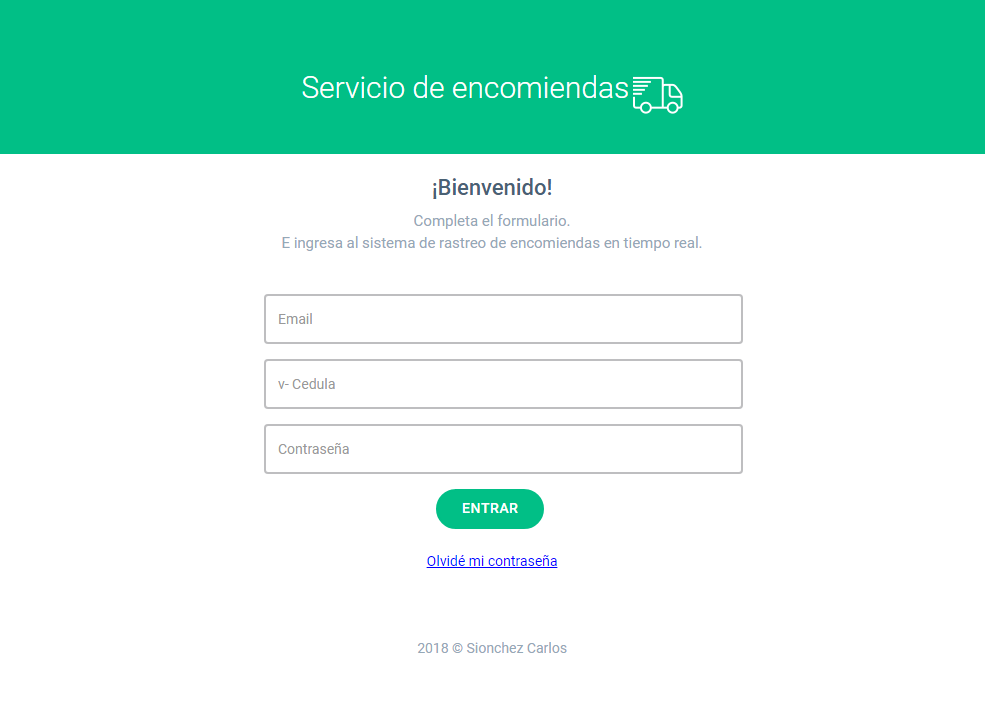 Servicio de encomiendas
¡Bienvenido!
Completa el formulario.
E ingresa al sistema de rastreo de encomiendas en tiempo real.
Email
v- Cedula
Contraseña
ENTRAR
Olvidé mi contraseña
2018 © Sionchez Carlos